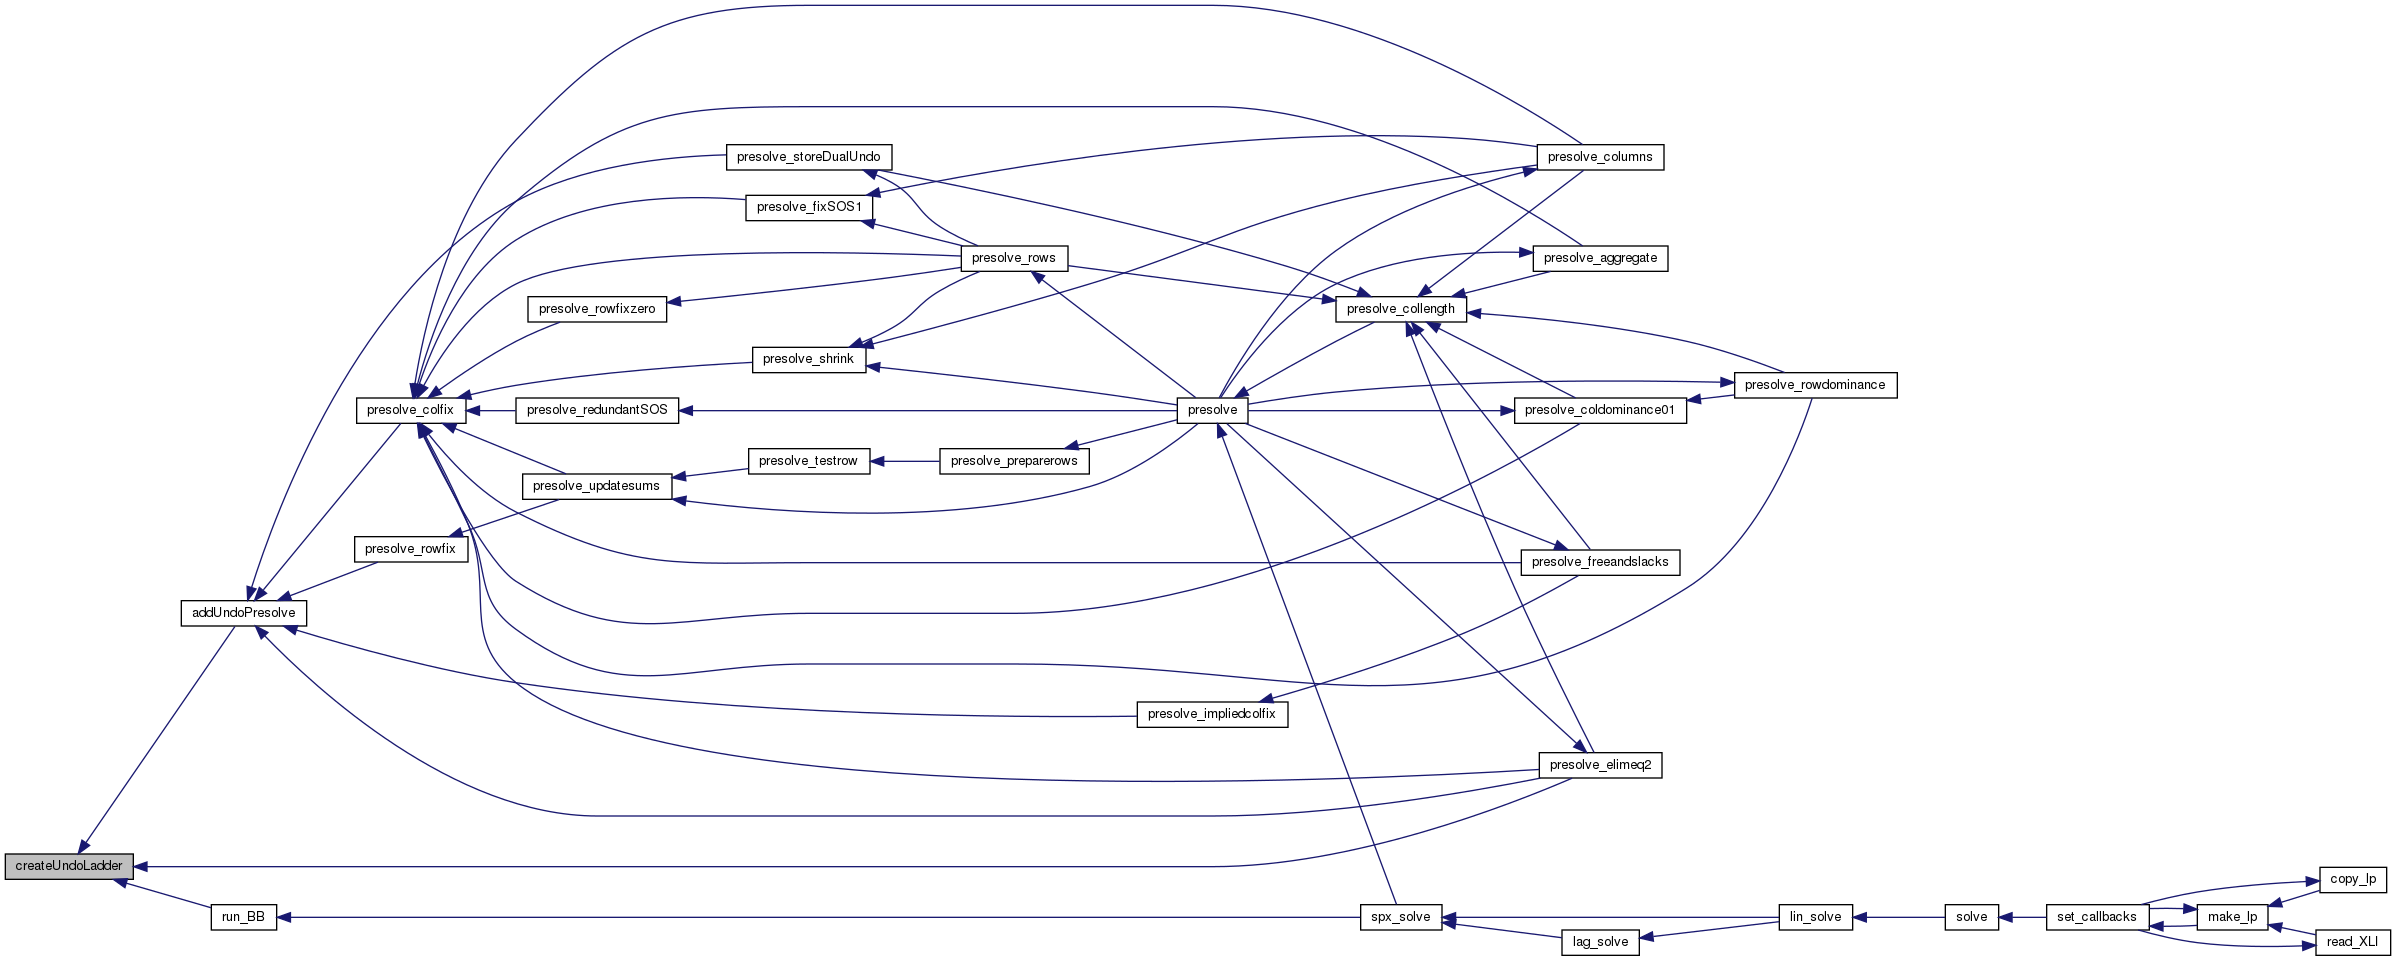 presolve_storeDualUndo
presolve_columns
presolve_fixSOS1
presolve_rows
presolve_aggregate
presolve_rowfixzero
presolve_collength
presolve_shrink
presolve_rowdominance
presolve_colfix
presolve_redundantSOS
presolve
presolve_coldominance01
presolve_testrow
presolve_preparerows
presolve_updatesums
presolve_rowfix
presolve_freeandslacks
addUndoPresolve
presolve_impliedcolfix
presolve_elimeq2
createUndoLadder
copy_lp
run_BB
spx_solve
lin_solve
solve
set_callbacks
make_lp
lag_solve
read_XLI